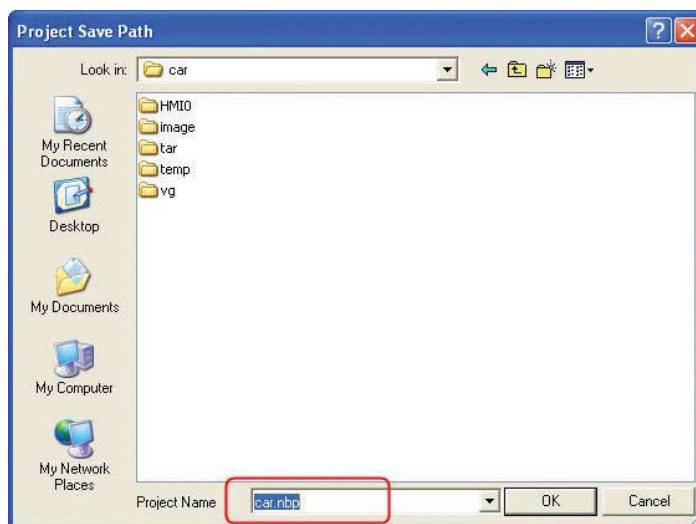 Project Save Path
Look in:
car
HMI0
image
tar
temp
vg
My Recent
Documents
Desktop
My Documents
My Computer
My Network
Places
Project Name
car.nbp
OK
Cancel